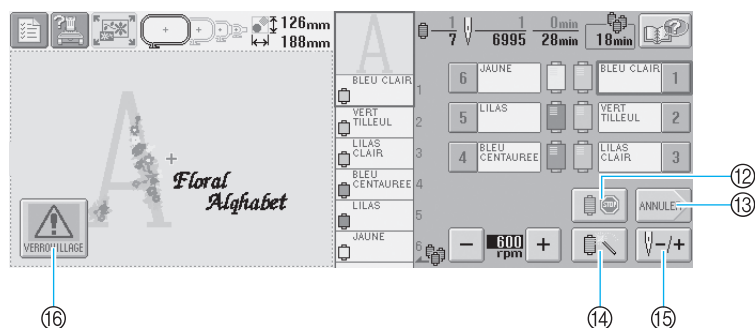 126mm
188mm
1 1 0min
7 6995 28min 18min
BLEU CLAIR
1
VERT
TILLEUL
2
LILAS
CLAIR
3
BLEU
CENTAUREE
4
LILAS
5
JAUNE
6
6 JAUNE
BLEU CLAIR 1
5 LILAS
VERT
TILLEUL 2
4 BLEU
CENTAUREE
LILAS
CLAIR 3
A
Floral
Alphabet
VERROUILLAGE
STOP
ANNULER
− 600 rpm +
−/+
⑫
⑬
⑭
⑮
⑯